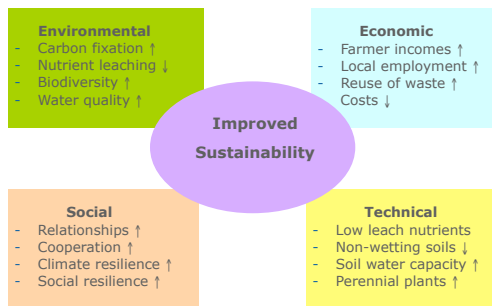 Environmental
- Carbon fixation ↑
- Nutrient leaching ↓
- Biodiversity ↑
- Water quality ↑
Economic
- Farmer incomes ↑
- Local employment ↑
- Reuse of waste ↑
- Costs ↓
Improved
Sustainability
Social
- Relationships ↑
- Cooperation ↑
- Climate resilience ↑
- Social resilience ↑
Technical
- Low leach nutrients
- Non-wetting soils ↓
- Soil water capacity ↑
- Perennial plants ↑